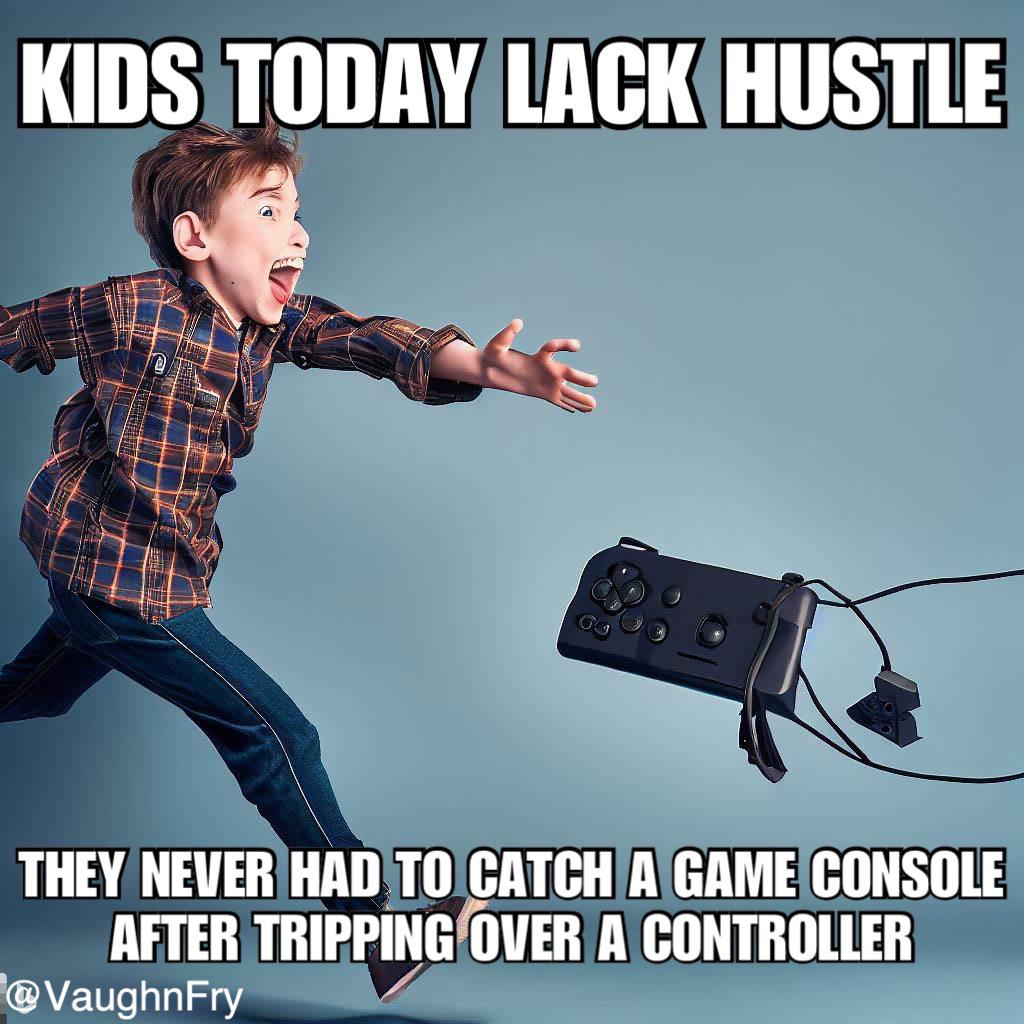 KIDS TODAY LACK HUSTLE
THEY NEVER HAD TO CATCH A GAME CONSOLE
AFTER TRIPPING OVER A CONTROLLER
@VaughnFry